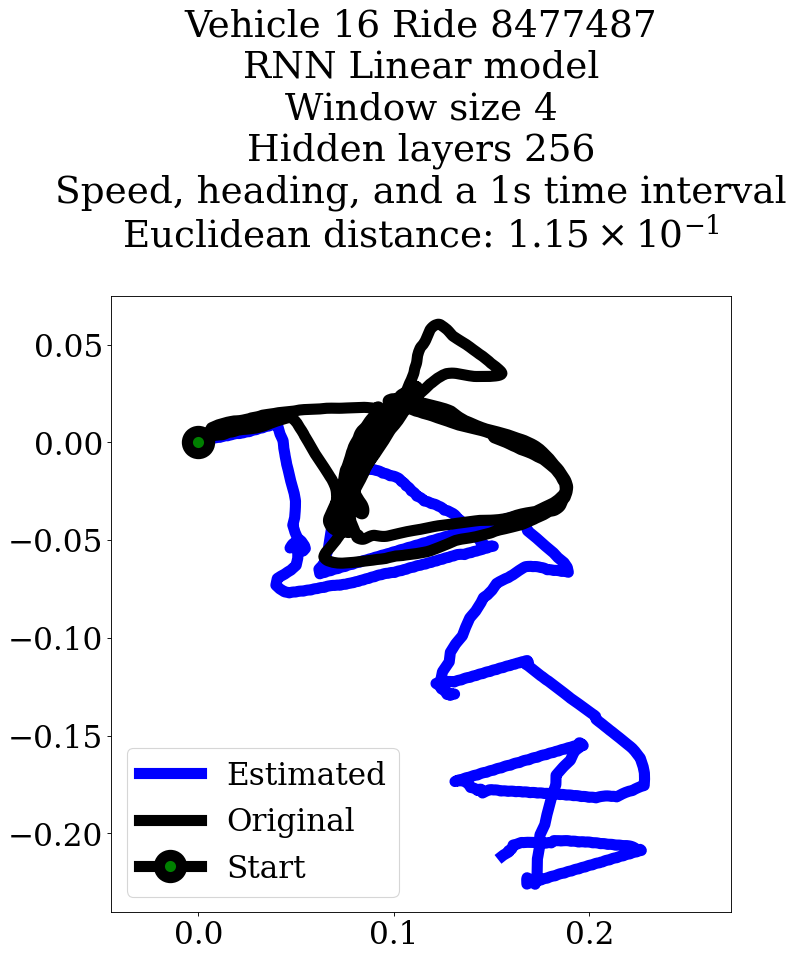 Vehicle 16 Ride 8477487
RNN Linear model
Window size 4
Hidden layers 256
Speed, heading, and a 1s time interval
Euclidean distance: 1.15 × 10⁻¹
0.05
0.00
−0.05
−0.10
−0.15
−0.20
Estimated
Original
Start
0.0 0.1 0.2